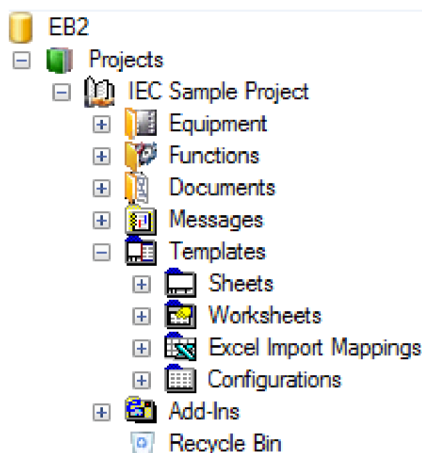 EB2
Projects
IEC Sample Project
Equipment
Functions
Documents
Messages
Templates
Sheets
Worksheets
Excel Import Mappings
Configurations
Add-Ins
Recycle Bin